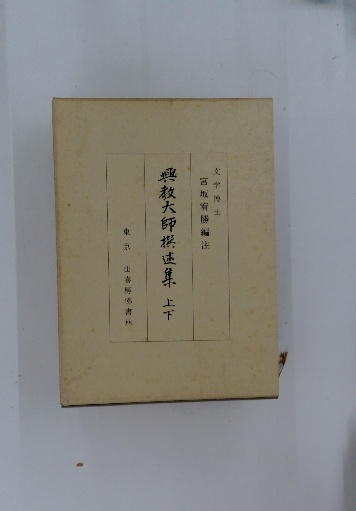 文学博士
宮坂宥勝編注
興教大師撰述集 上下
東京 山喜房佛書林